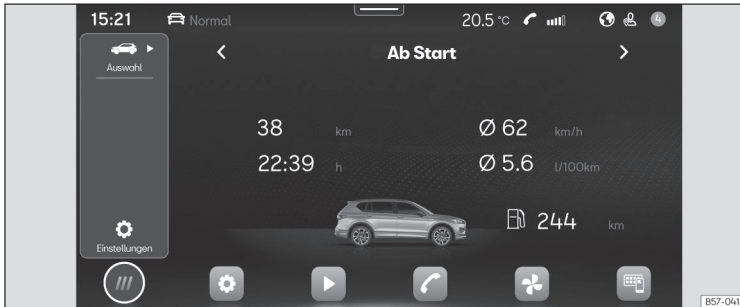 15:21 Normal 20.5 °C 4
Auswahl
Ab Start
38 km Ø 62 km/h
22:39 h Ø 5.6 l/100km
244 km
Einstellungen
B57-041